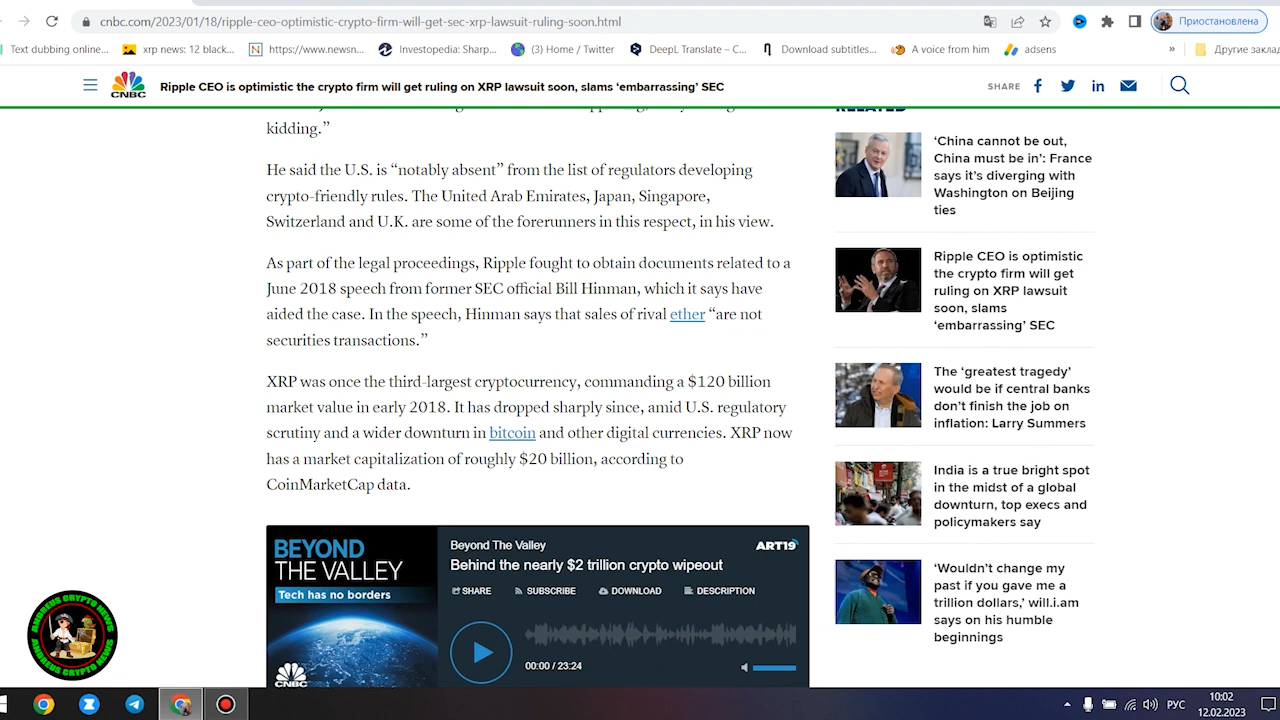 cnbc.com/2023/01/18/ripple-ceo-optimistic-crypto-firm-will-get-sec-xrp-lawsuit-ruling-soon.html
Приостановлена
Text dubbing online...
xrp news: 12 black...
https://www.newsn...
Investopedia: Sharp...
(3) Home / Twitter
DeepL Translate – C...
Download subtitles...
A voice from him
adsens
»
Другие заклад
CNBC
Ripple CEO is optimistic the crypto firm will get ruling on XRP lawsuit soon, slams ‘embarrassing’ SEC
SHARE
kidding.”
He said the U.S. is “notably absent” from the list of regulators developing
crypto-friendly rules. The United Arab Emirates, Japan, Singapore,
Switzerland and U.K. are some of the forerunners in this respect, in his view.
As part of the legal proceedings, Ripple fought to obtain documents related to a
June 2018 speech from former SEC official Bill Hinman, which it says have
aided the case. In the speech, Hinman says that sales of rival ether “are not
securities transactions.”
XRP was once the third-largest cryptocurrency, commanding a $120 billion
market value in early 2018. It has dropped sharply since, amid U.S. regulatory
scrutiny and a wider downturn in bitcoin and other digital currencies. XRP now
has a market capitalization of roughly $20 billion, according to
CoinMarketCap data.
RELATED
‘China cannot be out,
China must be in’: France
says it’s diverging with
Washington on Beijing
ties
Ripple CEO is optimistic
the crypto firm will get
ruling on XRP lawsuit
soon, slams
‘embarrassing’ SEC
The ‘greatest tragedy’
would be if central banks
don’t finish the job on
inflation: Larry Summers
India is a true bright spot
in the midst of a global
downturn, top execs and
policymakers say
‘Wouldn’t change my
past if you gave me a
trillion dollars,’ will.i.am
says on his humble
beginnings
BEYOND
THE VALLEY
Tech has no borders
CNBC
Beyond The Valley
ART19
Behind the nearly $2 trillion crypto wipeout
SHARE
SUBSCRIBE
DOWNLOAD
DESCRIPTION
00:00 / 23:24
ANDREUS CRYPTO NEWS
ANDREUS CRYPTO NEWS
РУС
10:02
12.02.2023